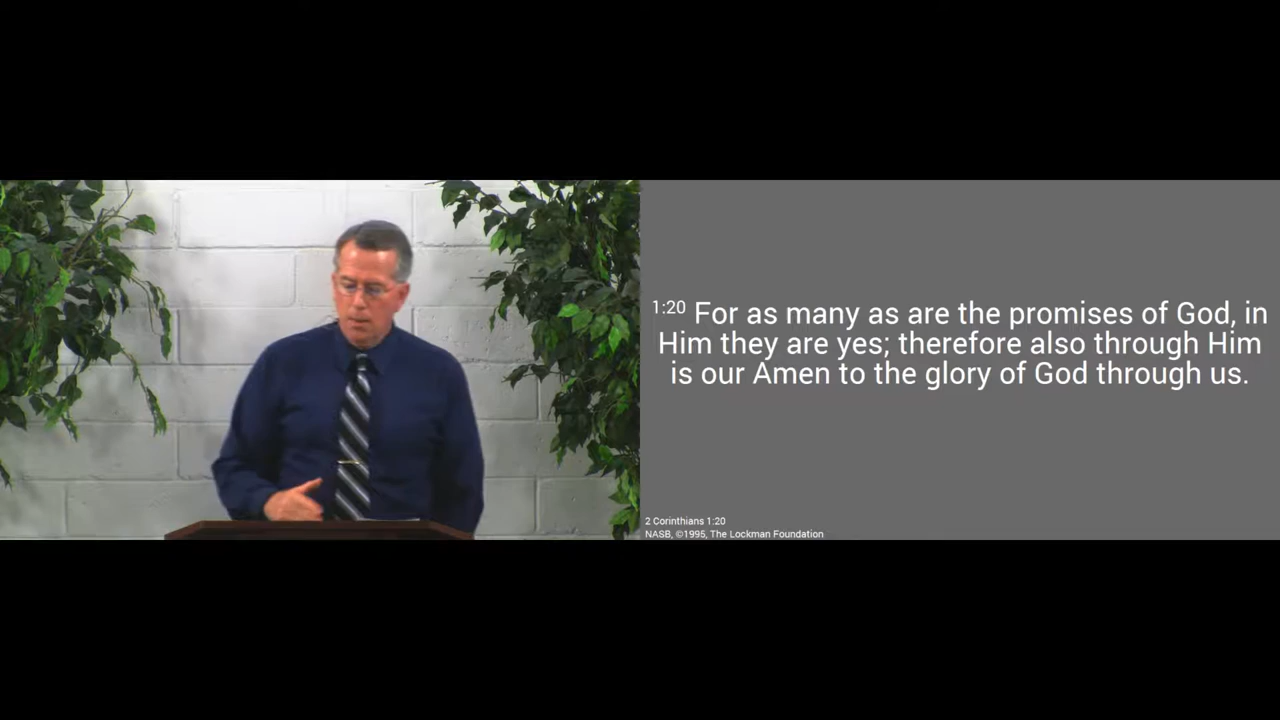 1:20 For as many as are the promises of God, in
Him they are yes; therefore also through Him
is our Amen to the glory of God through us.
2 Corinthians 1:20
NASB, ©1995, The Lockman Foundation